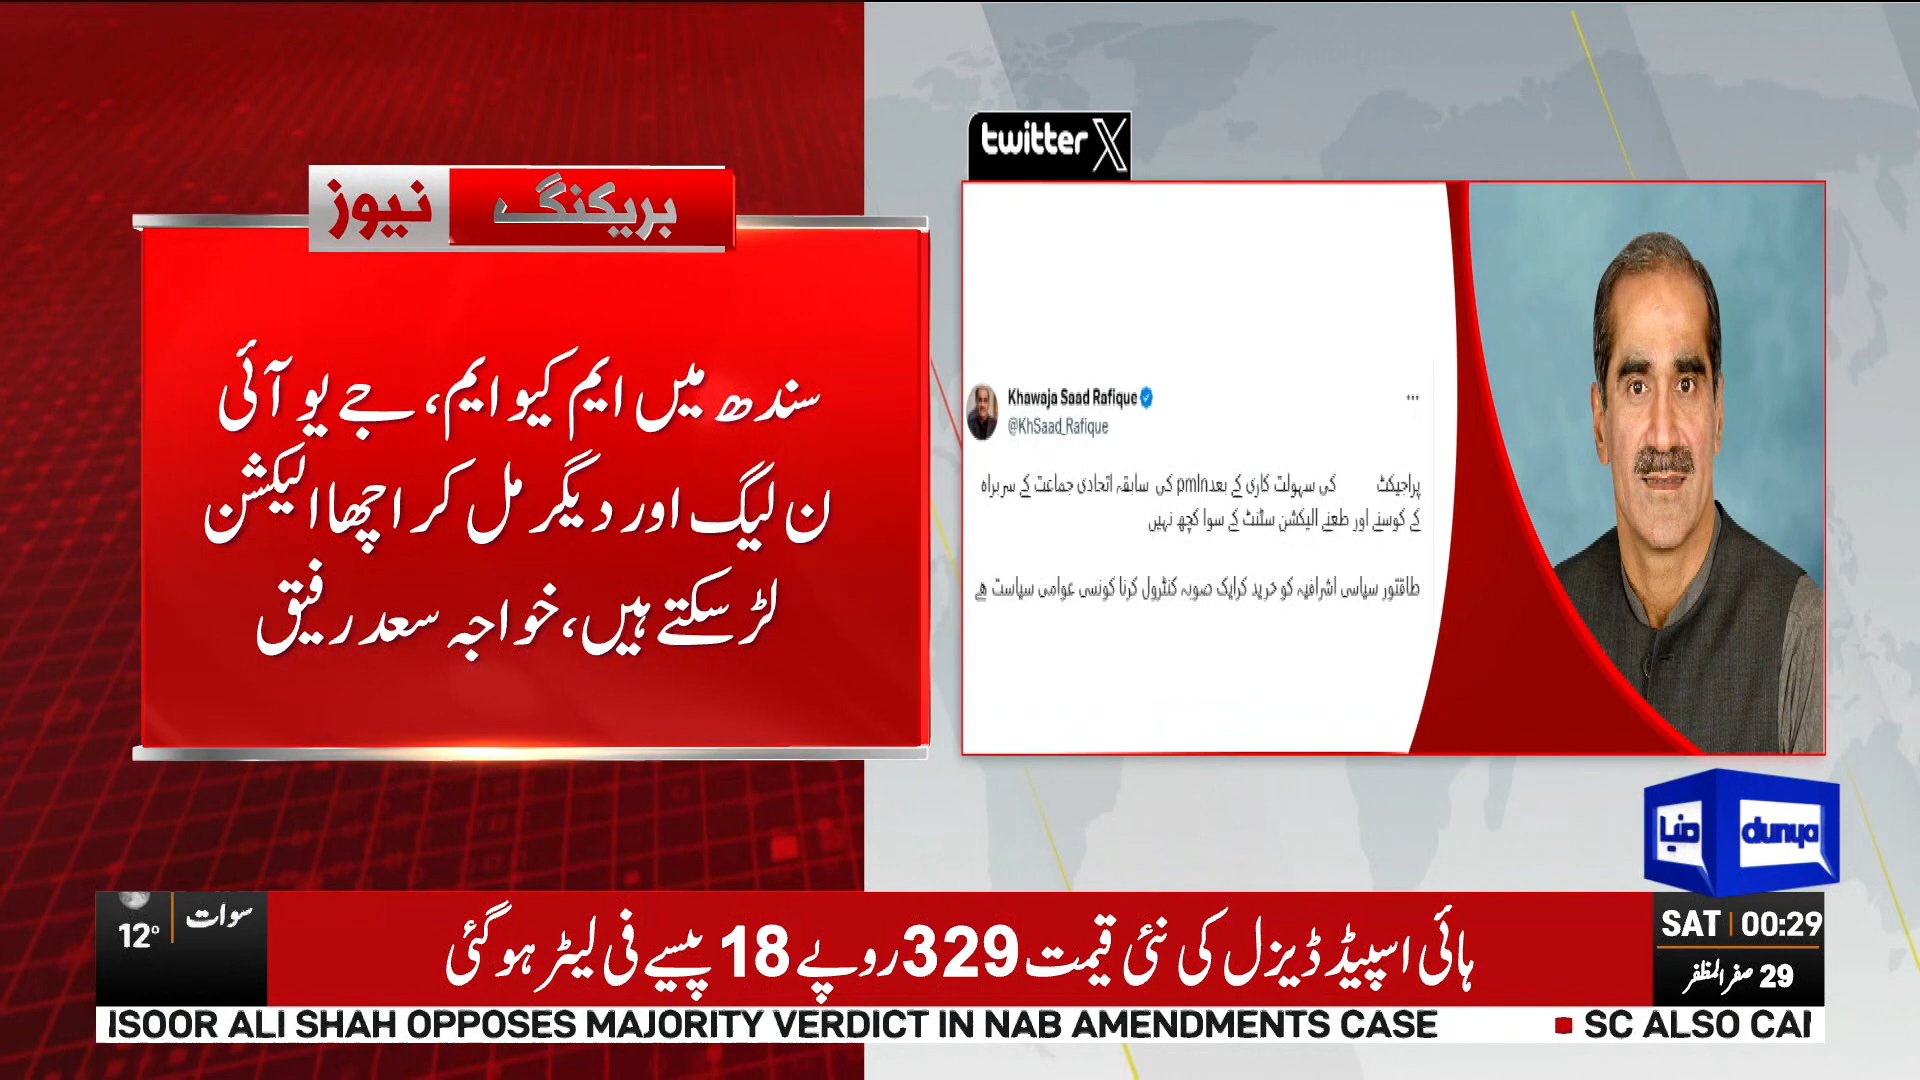 بریکنگ نیوز
سندھ میں ایم کیو ایم، جے یو آئی
ن لیگ اور دیگر مل کر اچھا الیکشن
لڑ سکتے ہیں، خواجہ سعد رفیق
twitter X
Khawaja Saad Rafique
@KhSaad_Rafique
پراجیکٹ کی سہولت کاری کے بعد pmln کی سابقہ اتحادی جماعت کے سربراہ
کے کوسنے اور طعنے الیکشن سٹنٹ کے سوا کچھ نہیں
طاقتور سیاسی اشرافیہ کو خرید کر ایک صوبہ کنٹرول کرنا کونسی عوامی سیاست ھے
دنیا dunya
سوات
12°
ہائی اسپیڈ ڈیزل کی نئی قیمت 329 روپے 18 پیسے فی لیٹر ہو گئی
SAT 00:29
29 صفر المظفر
ISOOR ALI SHAH OPPOSES MAJORITY VERDICT IN NAB AMENDMENTS CASE SC ALSO CAI